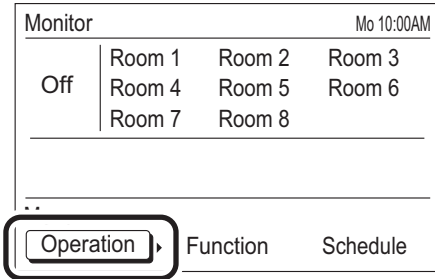 Monitor Mo 10:00AM
Off Room 1 Room 2 Room 3
Room 4 Room 5 Room 6
Room 7 Room 8
Operation Function Schedule